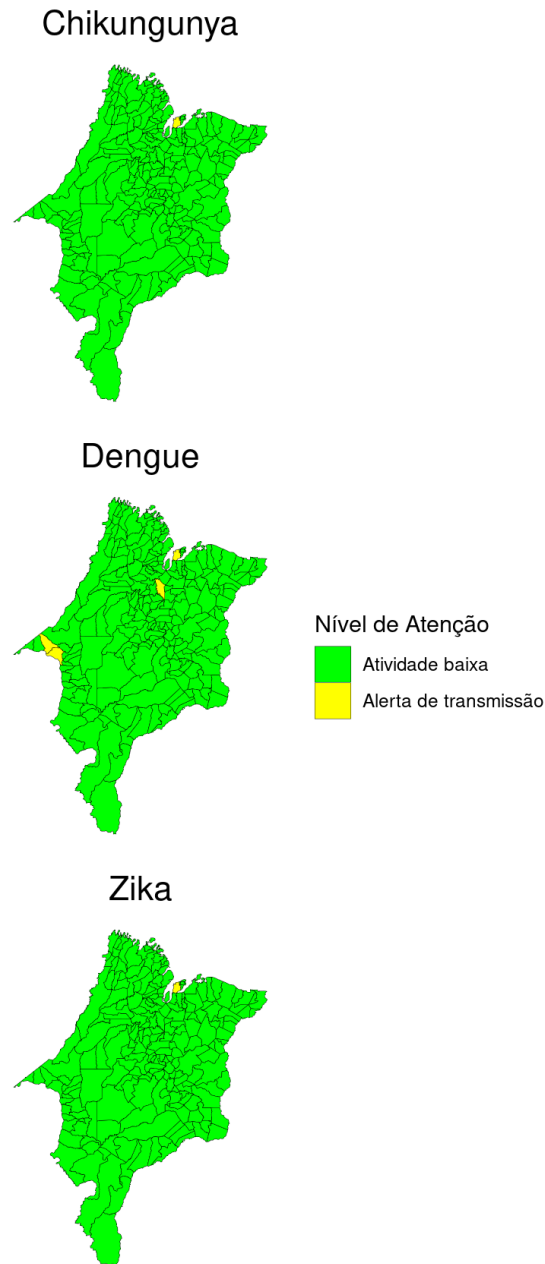 Chikungunya
Dengue
Nível de Atenção
Atividade baixa
Alerta de transmissão
Zika